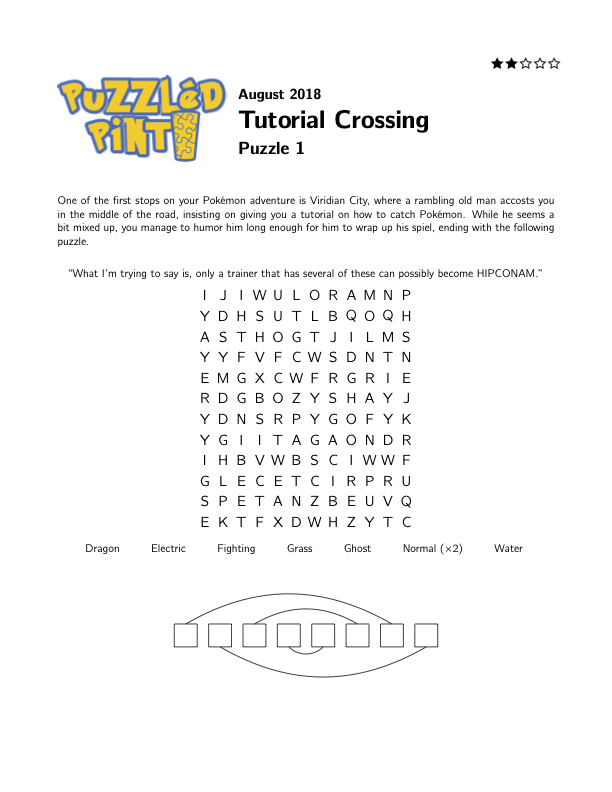 PUZZLéD
PiNT
August 2018
Tutorial Crossing
Puzzle 1
One of the first stops on your Pokémon adventure is Viridian City, where a rambling old man accosts you
in the middle of the road, insisting on giving you a tutorial on how to catch Pokémon. While he seems a
bit mixed up, you manage to humor him long enough for him to wrap up his spiel, ending with the following
puzzle.
“What I'm trying to say is, only a trainer that has several of these can possibly become HIPCONAM.”
I J I W U L O R A M N P
Y D H S U T L B Q O Q H
A S T H O G T J I L M S
Y Y F V F C W S D N T N
E M G X C W F R G R I E
R D G B O Z Y S H A Y J
Y D N S R P Y G O F Y K
Y G I I T A G A O N D R
I H B V W B S C I W W F
G L E C E T C I R P R U
S P E T A N Z B E U V Q
E K T F X D W H Z Y T C
Dragon Electric Fighting Grass Ghost Normal (×2) Water